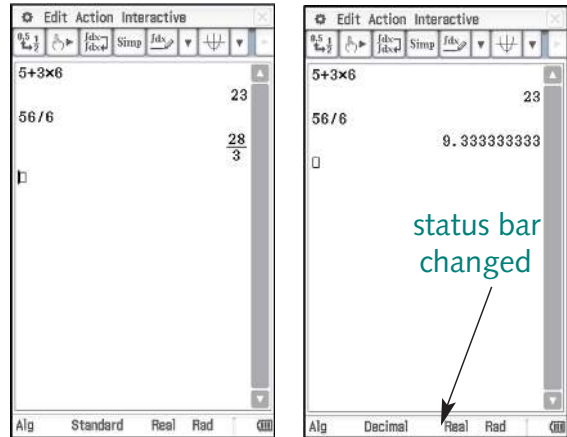 Edit Action Interactive
Simp
5+3×6
23
56/6
28
3
Alg Standard Real Rad
Edit Action Interactive
Simp
5+3×6
23
56/6
9.333333333
status bar
changed
Alg Decimal Real Rad